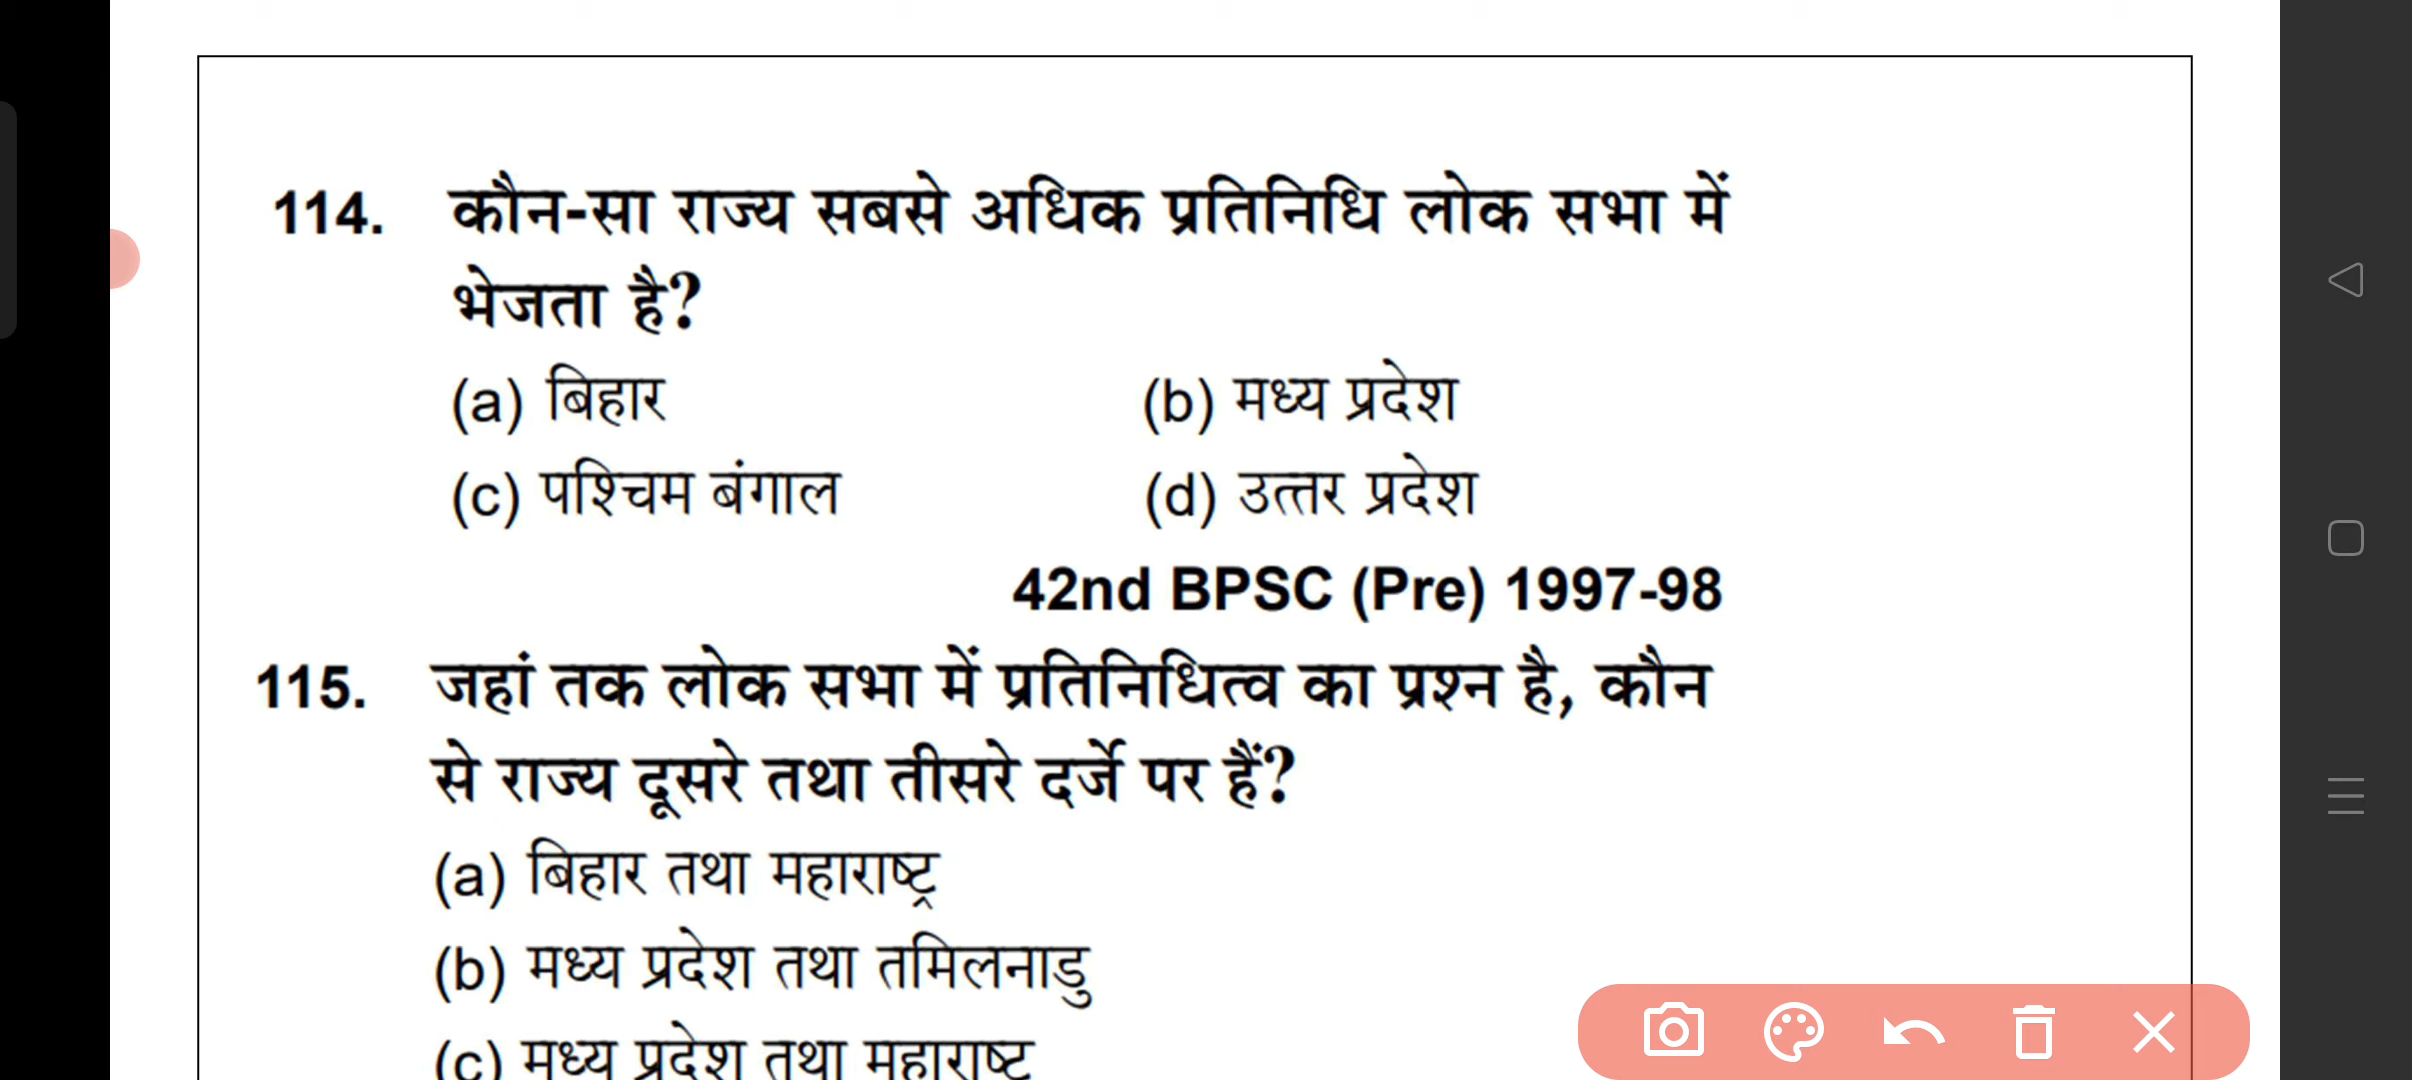 114. कौन-सा राज्य सबसे अधिक प्रतिनिधि लोक सभा में
भेजता है?
(a) बिहार (b) मध्य प्रदेश
(c) पश्चिम बंगाल (d) उत्तर प्रदेश
42nd BPSC (Pre) 1997-98
115. जहां तक लोक सभा में प्रतिनिधित्व का प्रश्न है, कौन
से राज्य दूसरे तथा तीसरे दर्जे पर हैं?
(a) बिहार तथा महाराष्ट्र
(b) मध्य प्रदेश तथा तमिलनाडु
(c) मध्य प्रदेश तथा महाराष्ट्र